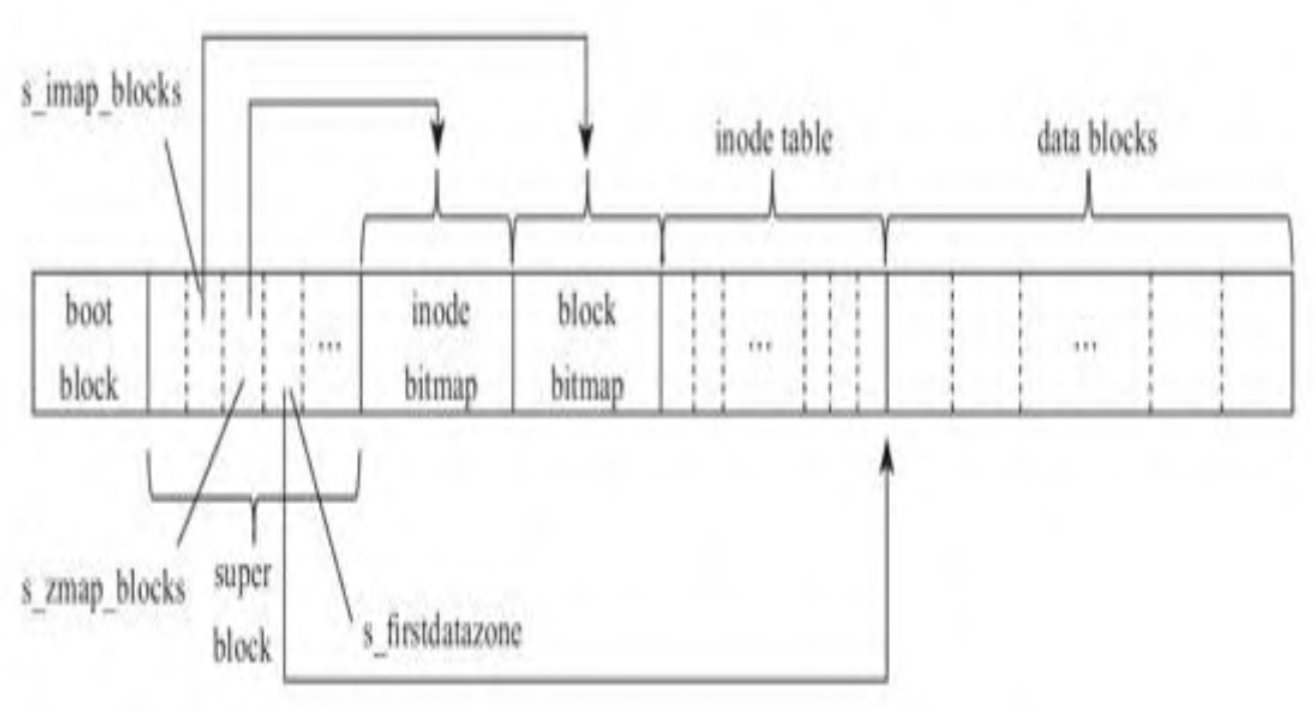 s_imap_blocks
inode table
data blocks
boot
block
...
inode
bitmap
block
bitmap
...
...
s_zmap_blocks
super
block
s_firstdatazone